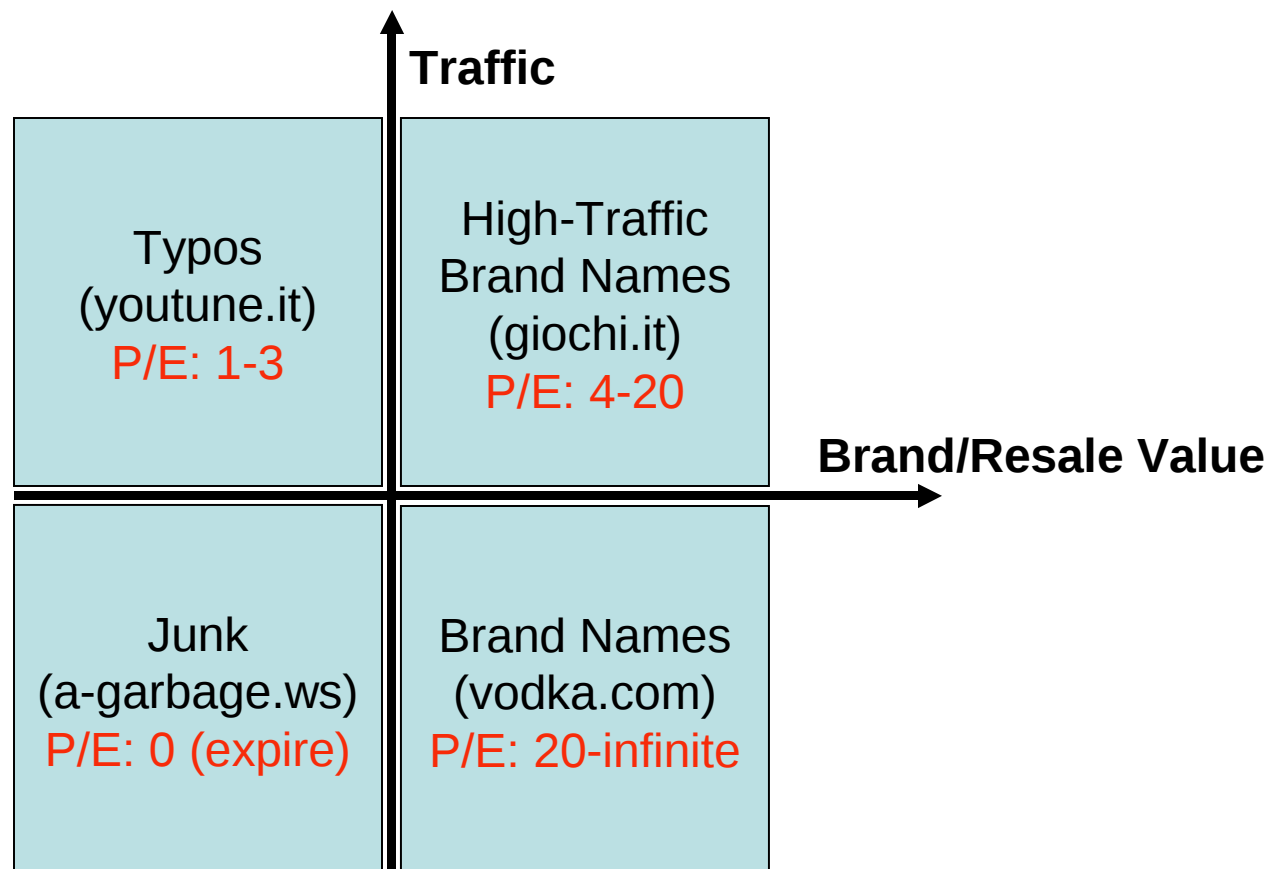 Traffic
Typos
(youtune.it)
P/E: 1-3
High-Traffic
Brand Names
(giochi.it)
P/E: 4-20
Brand/Resale Value
Junk
(a-garbage.ws)
P/E: 0 (expire)
Brand Names
(vodka.com)
P/E: 20-infinite